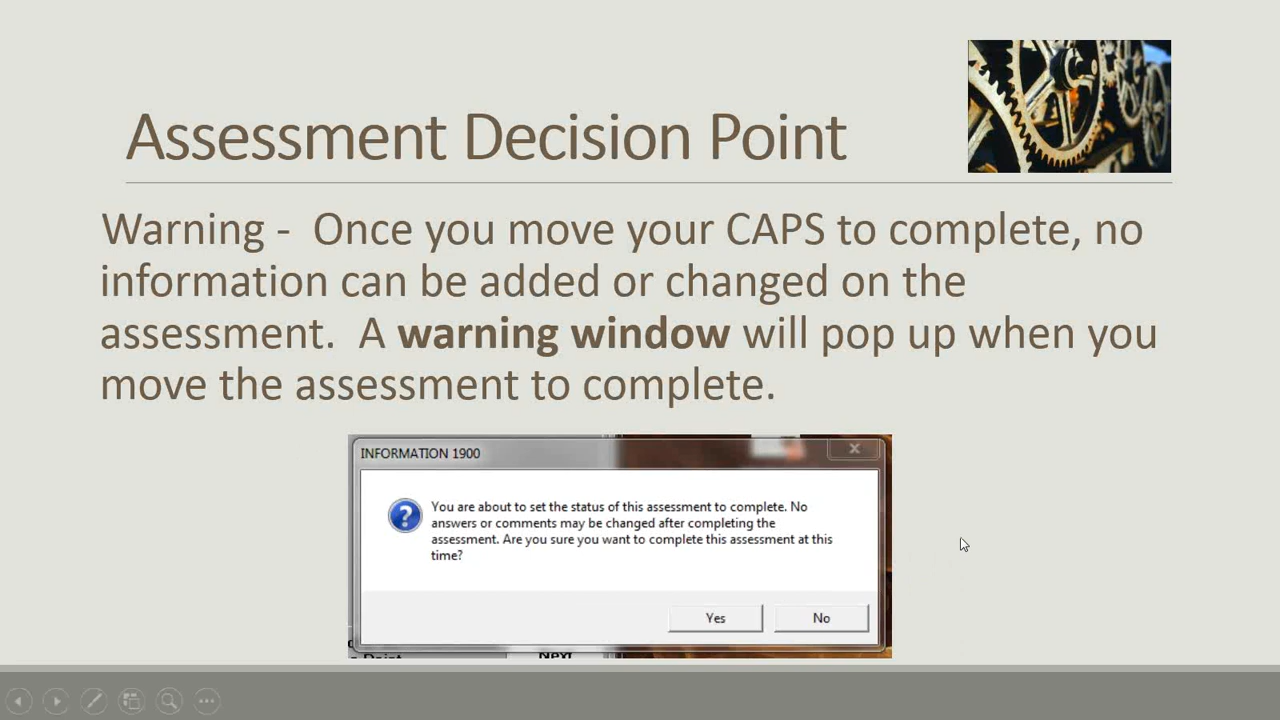 Assessment Decision Point
Warning -  Once you move your CAPS to complete, no
information can be added or changed on the
assessment.  A warning window will pop up when you
move the assessment to complete.
INFORMATION 1900
You are about to set the status of this assessment to complete. No
answers or comments may be changed after completing the
assessment. Are you sure you want to complete this assessment at this
time?
Yes
No
Next